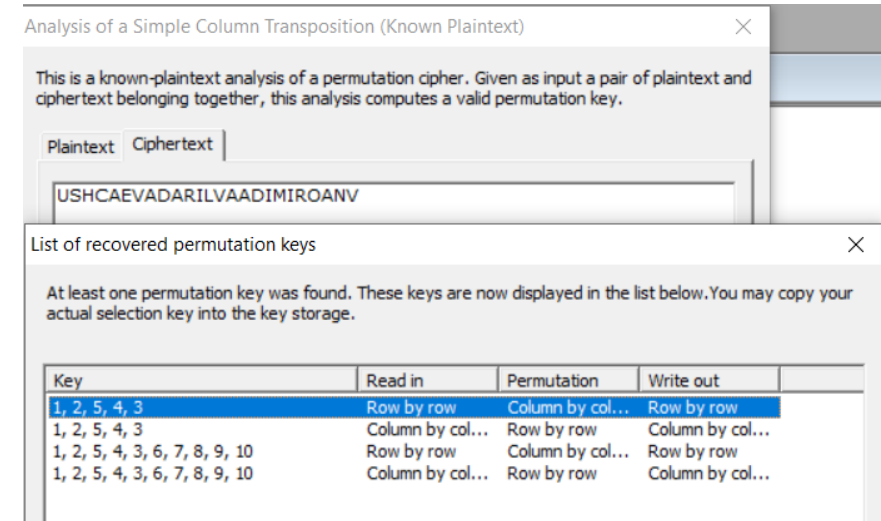 Analysis of a Simple Column Transposition (Known Plaintext)
This is a known-plaintext analysis of a permutation cipher. Given as input a pair of plaintext and
ciphertext belonging together, this analysis computes a valid permutation key.
Plaintext Ciphertext
USHCAEVADARILVAADIMIROANV
List of recovered permutation keys
At least one permutation key was found. These keys are now displayed in the list below.You may copy your
actual selection key into the key storage.
Key Read in Permutation Write out
1, 2, 5, 4, 3 Row by row Column by col... Row by row
1, 2, 5, 4, 3 Column by col... Row by row Column by col...
1, 2, 5, 4, 3, 6, 7, 8, 9, 10 Row by row Column by col... Row by row
1, 2, 5, 4, 3, 6, 7, 8, 9, 10 Column by col... Row by row Column by col...